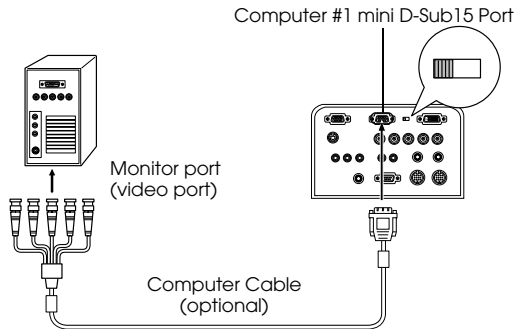 Computer #1 mini D-Sub15 Port
Monitor port
(video port)
Computer Cable
(optional)